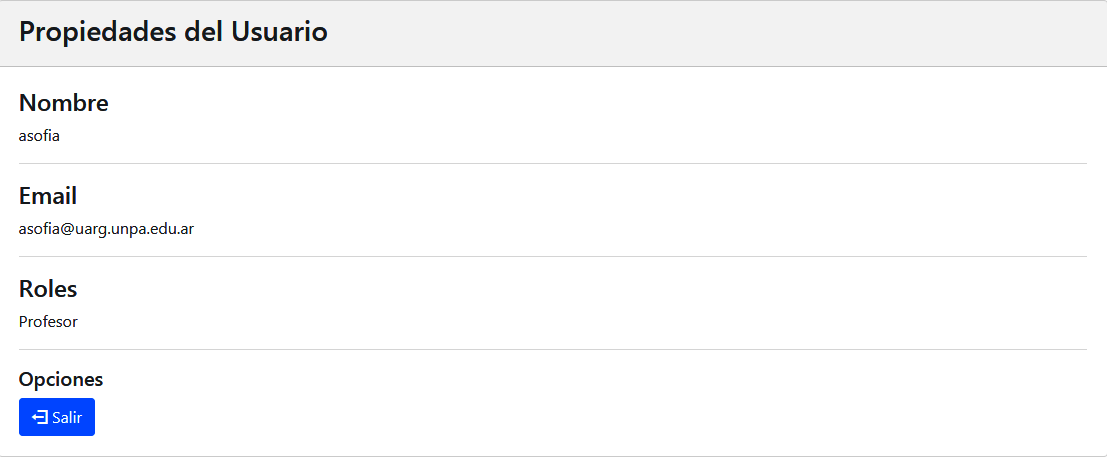 Propiedades del Usuario
Nombre
asofia
Email
asofia@uarg.unpa.edu.ar
Roles
Profesor
Opciones
Salir